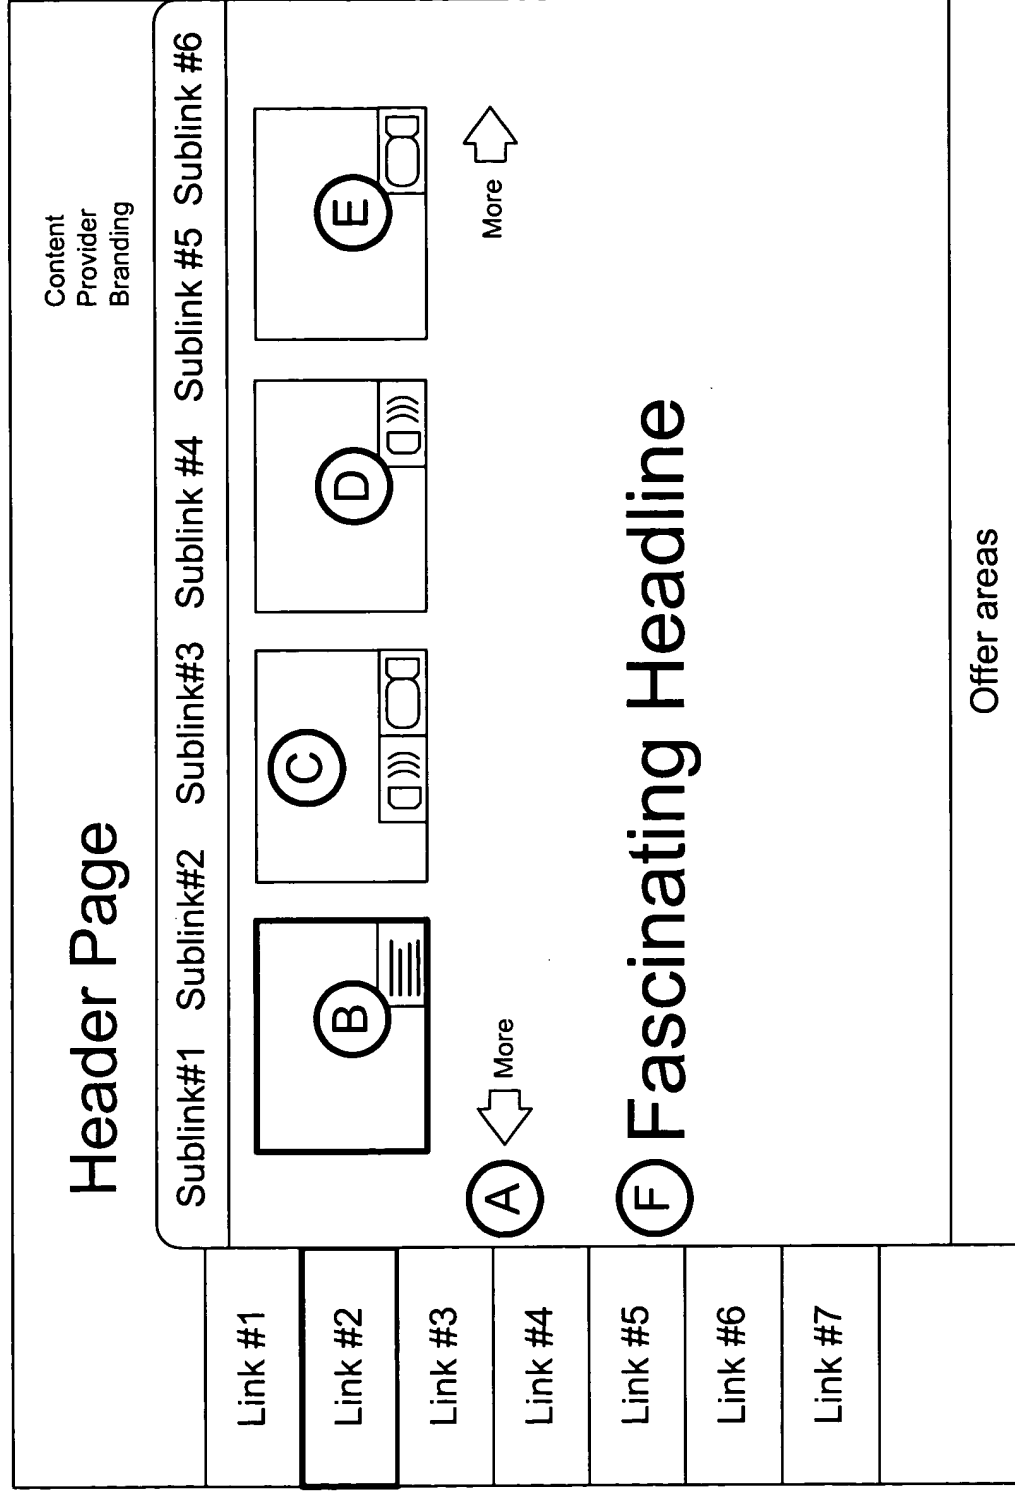 Header Page
Content
Provider
Branding
Sublink#1 Sublink#2 Sublink#3 Sublink #4 Sublink #5 Sublink #6
Link #1
Link #2
Link #3
Link #4
Link #5
Link #6
Link #7
B
C
D
E
A
More
More
F
Fascinating Headline
Offer areas